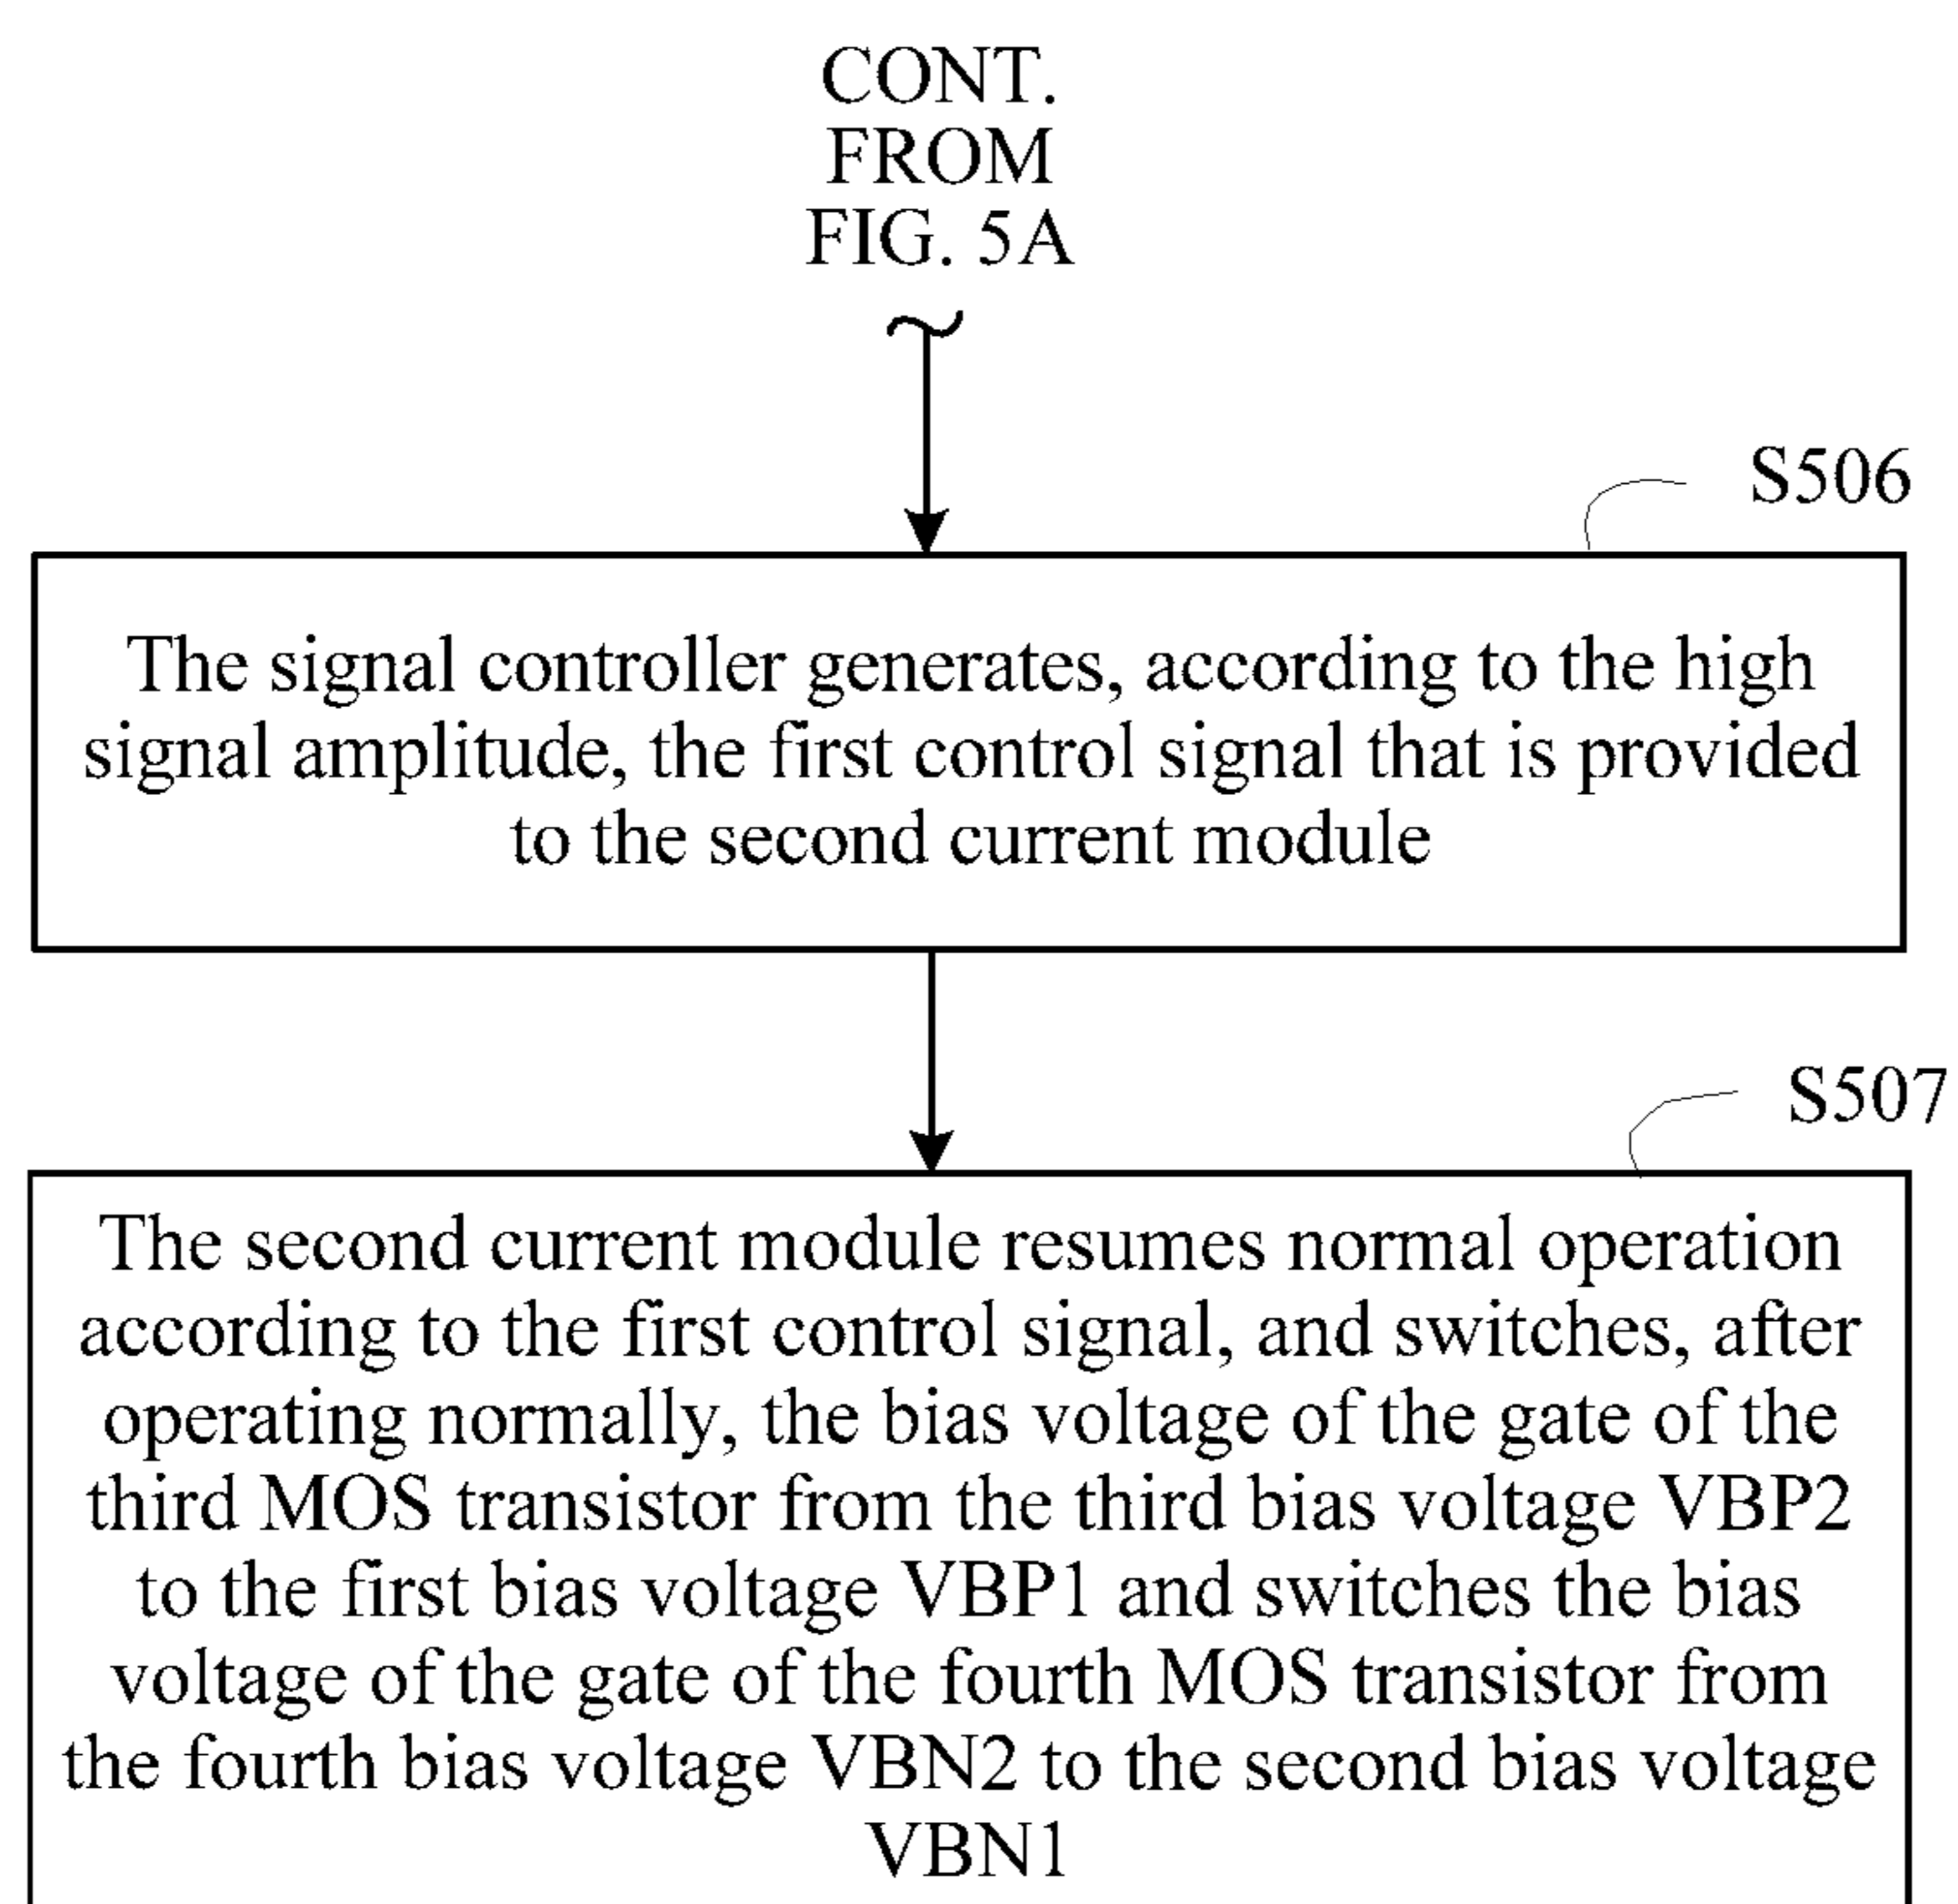 CONT.
FROM
FIG. 5A
S506
The signal controller generates, according to the high
signal amplitude, the first control signal that is provided
to the second current module
S507
The second current module resumes normal operation
according to the first control signal, and switches, after
operating normally, the bias voltage of the gate of the
third MOS transistor from the third bias voltage VBP2
to the first bias voltage VBP1 and switches the bias
voltage of the gate of the fourth MOS transistor from
the fourth bias voltage VBN2 to the second bias voltage
VBN1